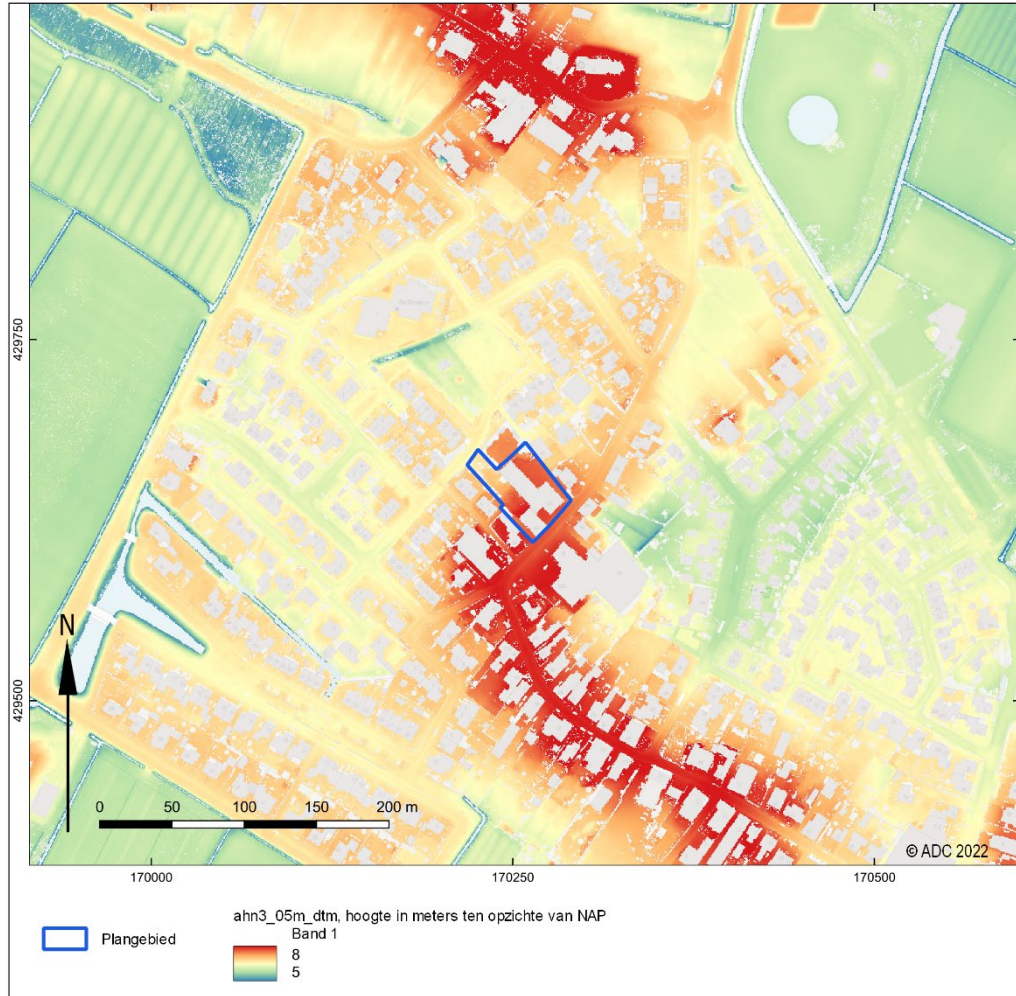 429750
429500
N
0 50 100 150 200 m
© ADC 2022
170000 170250 170500
ahn3_05m_dtm, hoogte in meters ten opzichte van NAP
Plangebied
Band 1
8
5